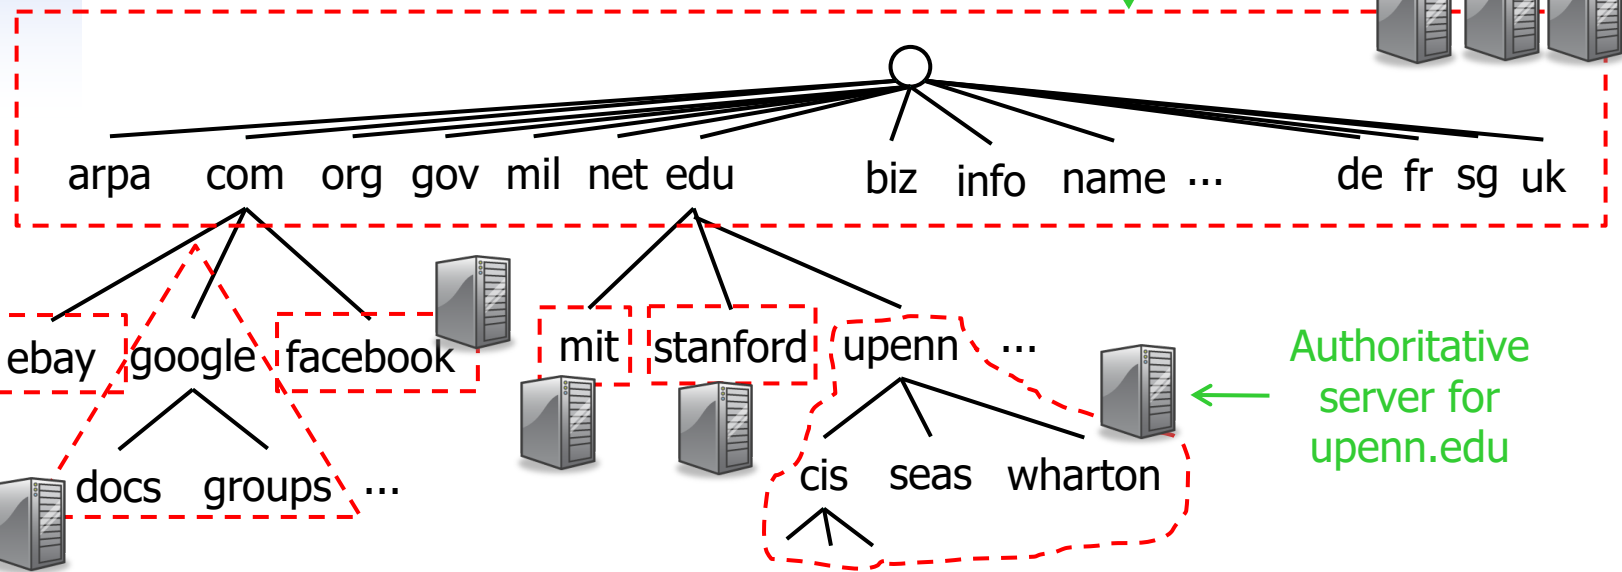 arpa com org gov mil net edu biz info name ... de fr sg uk
ebay google facebook mit stanford upenn ...
Authoritative
server for
upenn.edu
docs groups ... cis seas wharton